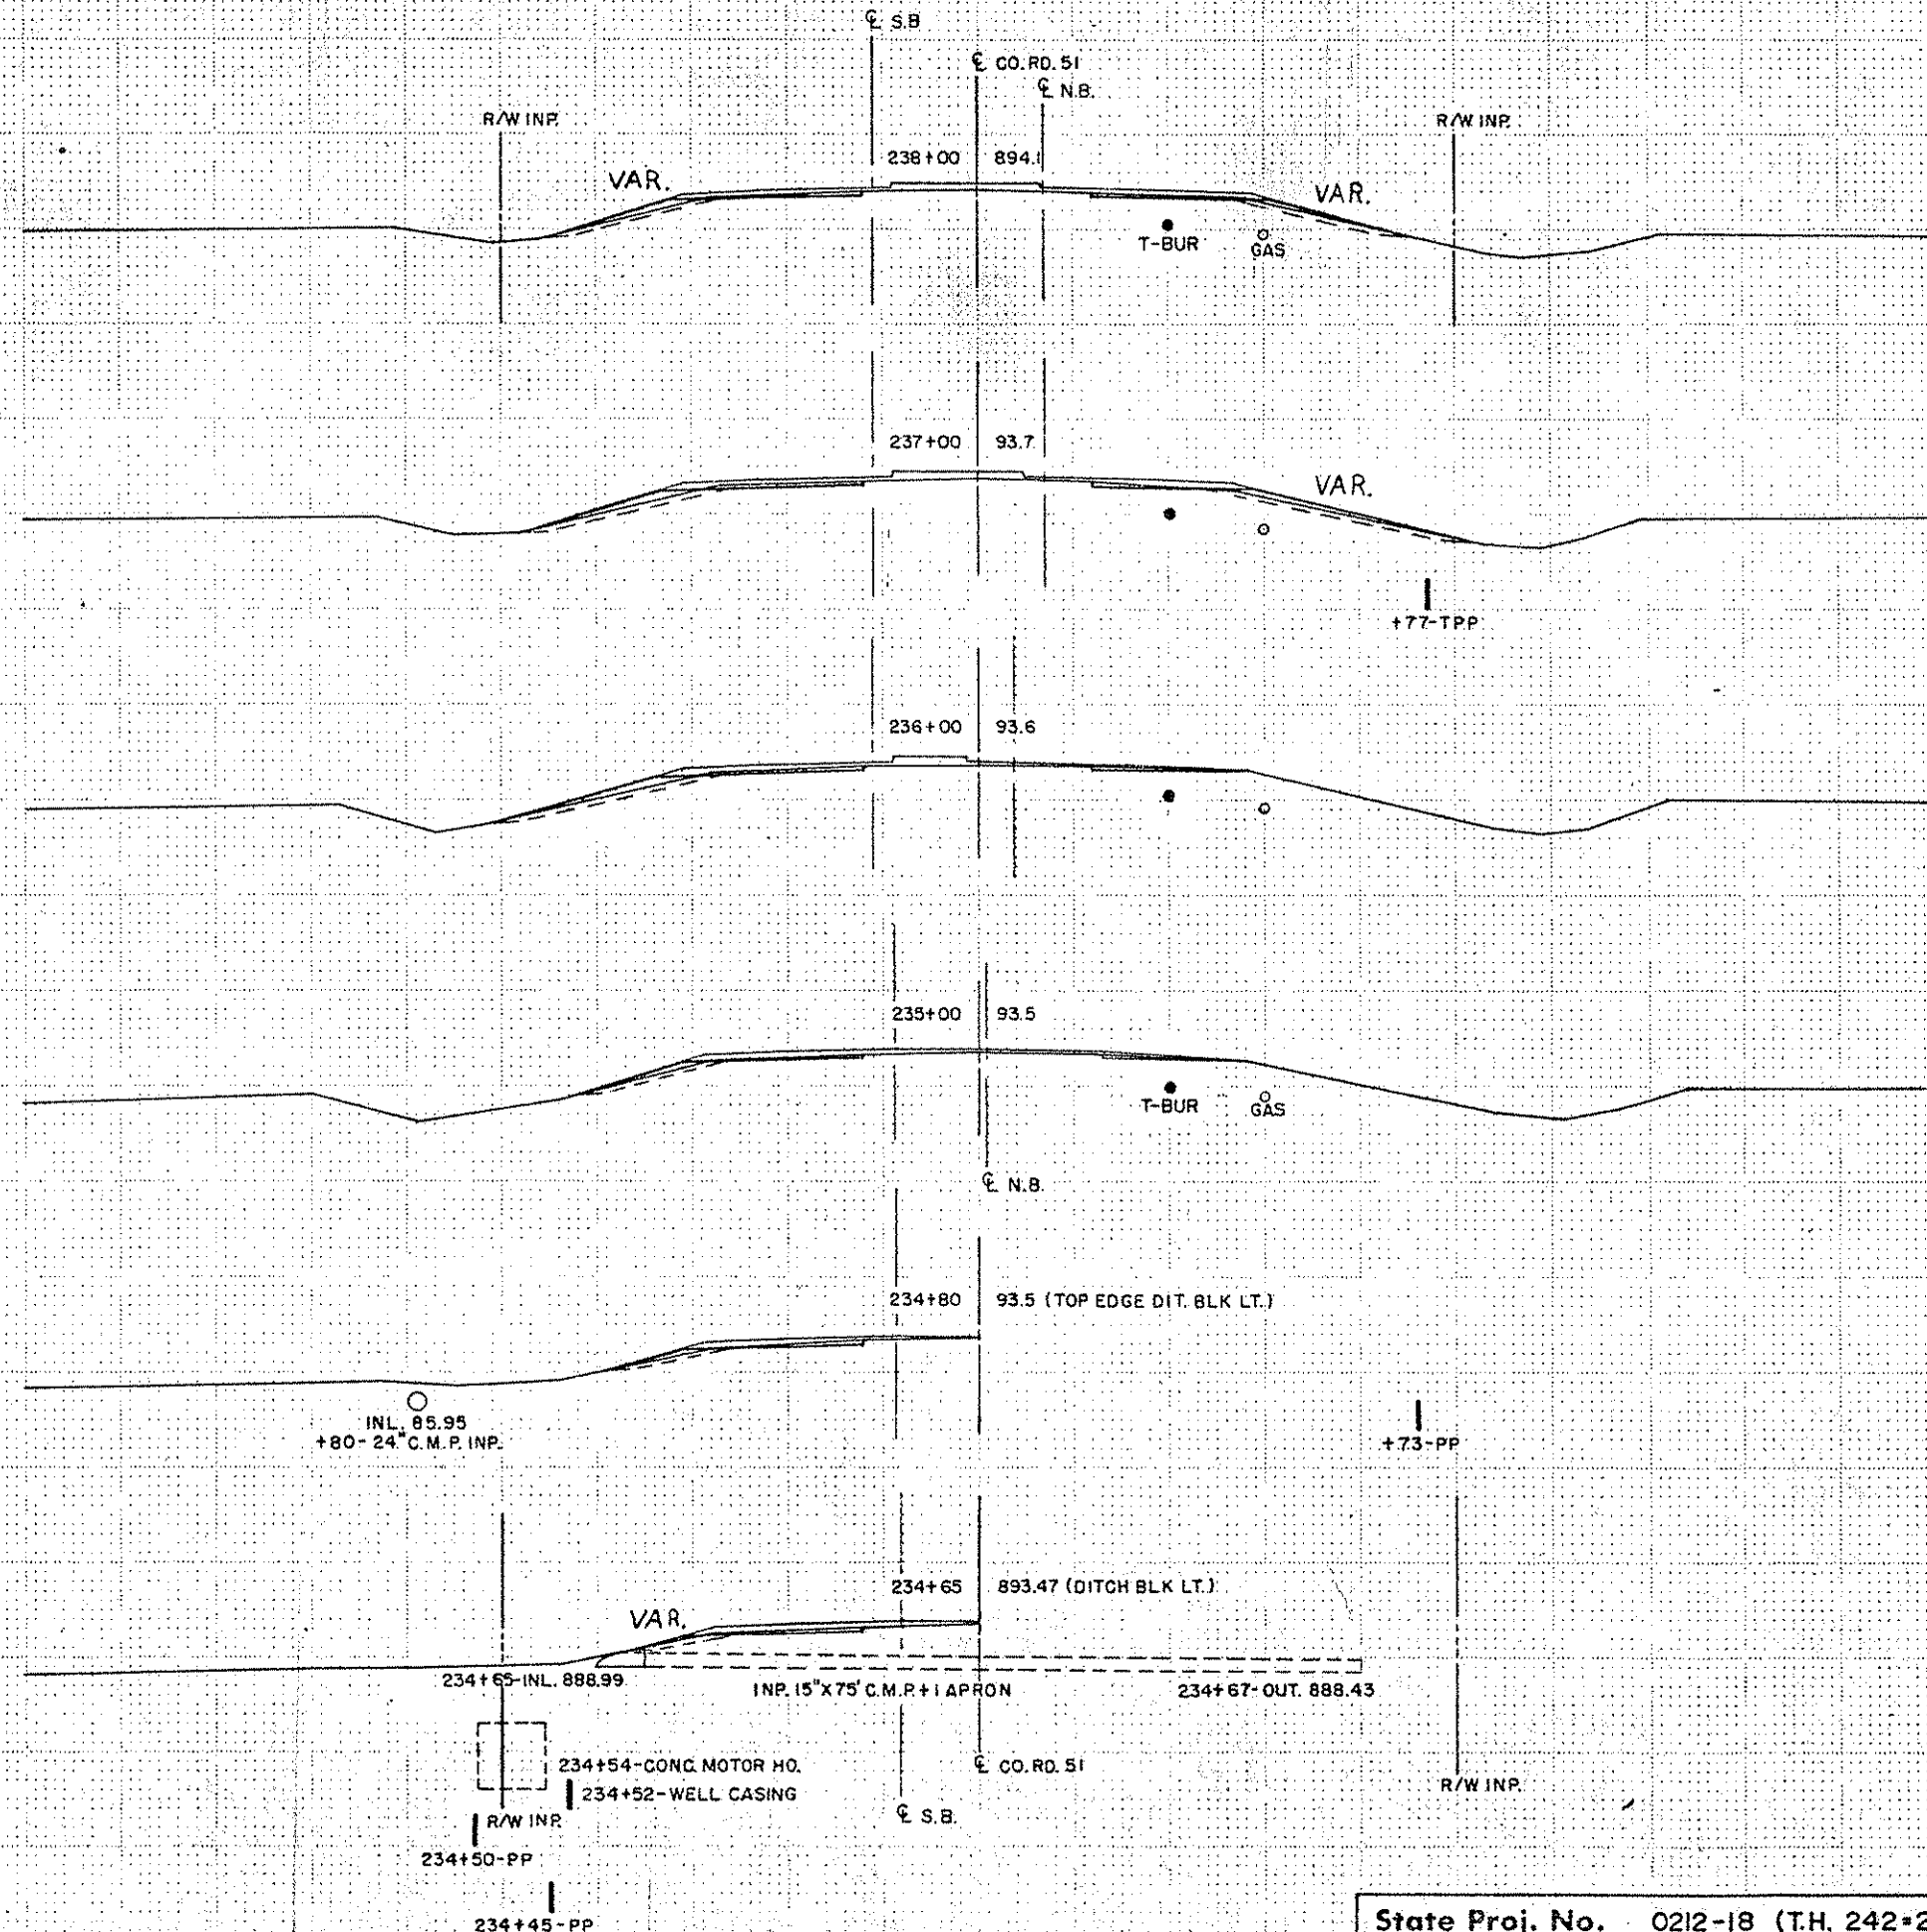 ℄ S.B
℄ CO. RD. 51
℄ N.B.
R/W INP.
R/W INP.
238+00 894.1
VAR.
VAR.
T-BUR
GAS
237+00 93.7
VAR.
+77-TPP
236+00 93.6
235+00 93.5
T-BUR
GAS
℄ N.B.
234+80 93.5 (TOP EDGE DIT. BLK LT.)
INL. 85.95
+80-24" C.M.P. INP.
+73-PP
234+65 893.47 (DITCH BLK LT.)
VAR.
234+65-INL. 888.99
INP. 15"X75' C.M.P. + 1 APRON
234+67-OUT. 888.43
234+54-CONC. MOTOR HO.
℄ CO. RD. 51
R/W INP.
234+52-WELL CASING
R/W INP.
℄ S.B.
234+50-PP
234+45-PP
State Proj. No. 0212-18 (T.H. 242=2